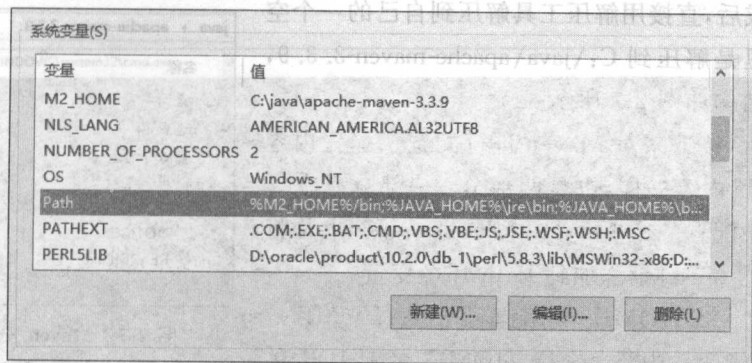 系统变量(S)
变量 值
M2_HOME C:\java\apache-maven-3.3.9
NLS_LANG AMERICAN_AMERICA.AL32UTF8
NUMBER_OF_PROCESSORS 2
OS Windows_NT
Path %M2_HOME%/bin;%JAVA_HOME%\jre\bin;%JAVA_HOME%\b...
PATHEXT .COM;.EXE;.BAT;.CMD;.VBS;.VBE;.JS;.JSE;.WSF;.WSH;.MSC
PERL5LIB D:\oracle\product\10.2.0\db_1\perl\5.8.3\lib\MSWin32-x86;D:...
新建(W)... 编辑(I)... 删除(L)